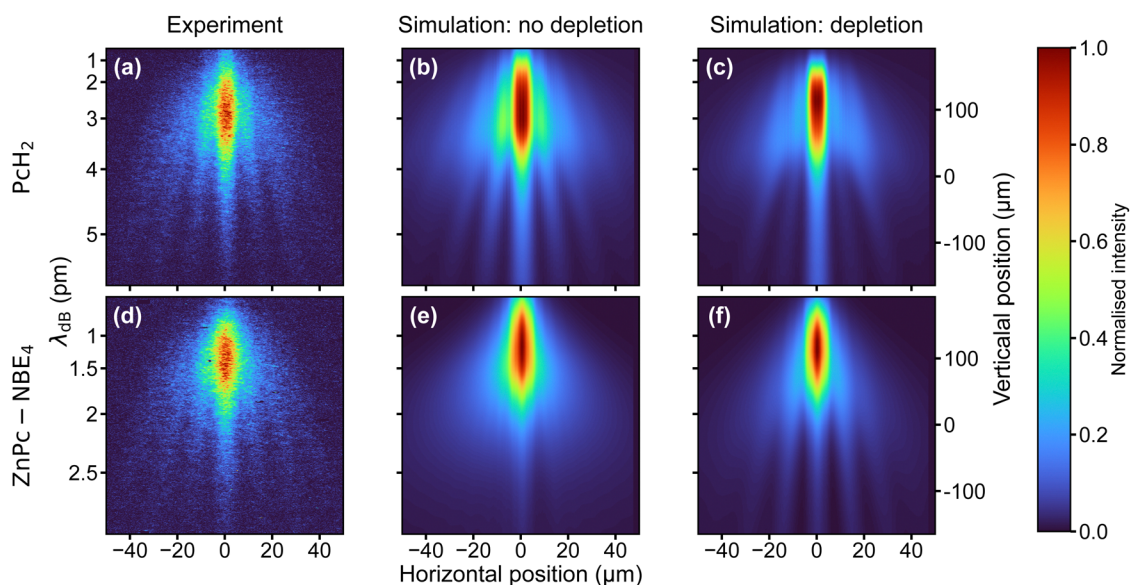 Experiment Simulation: no depletion Simulation: depletion
(a) (b) (c)
(d) (e) (f)
PcH₂
ZnPc − NBE₄
λ_dB (pm)
1
2
3
4
5
1
1.5
2
2.5
−40 −20 0 20 40
−40 −20 0 20 40
−40 −20 0 20 40
Horizontal position (µm)
100
0
-100
100
0
-100
Verticalal position (µm)
1.0
0.8
0.6
0.4
0.2
0.0
Normalised intensity